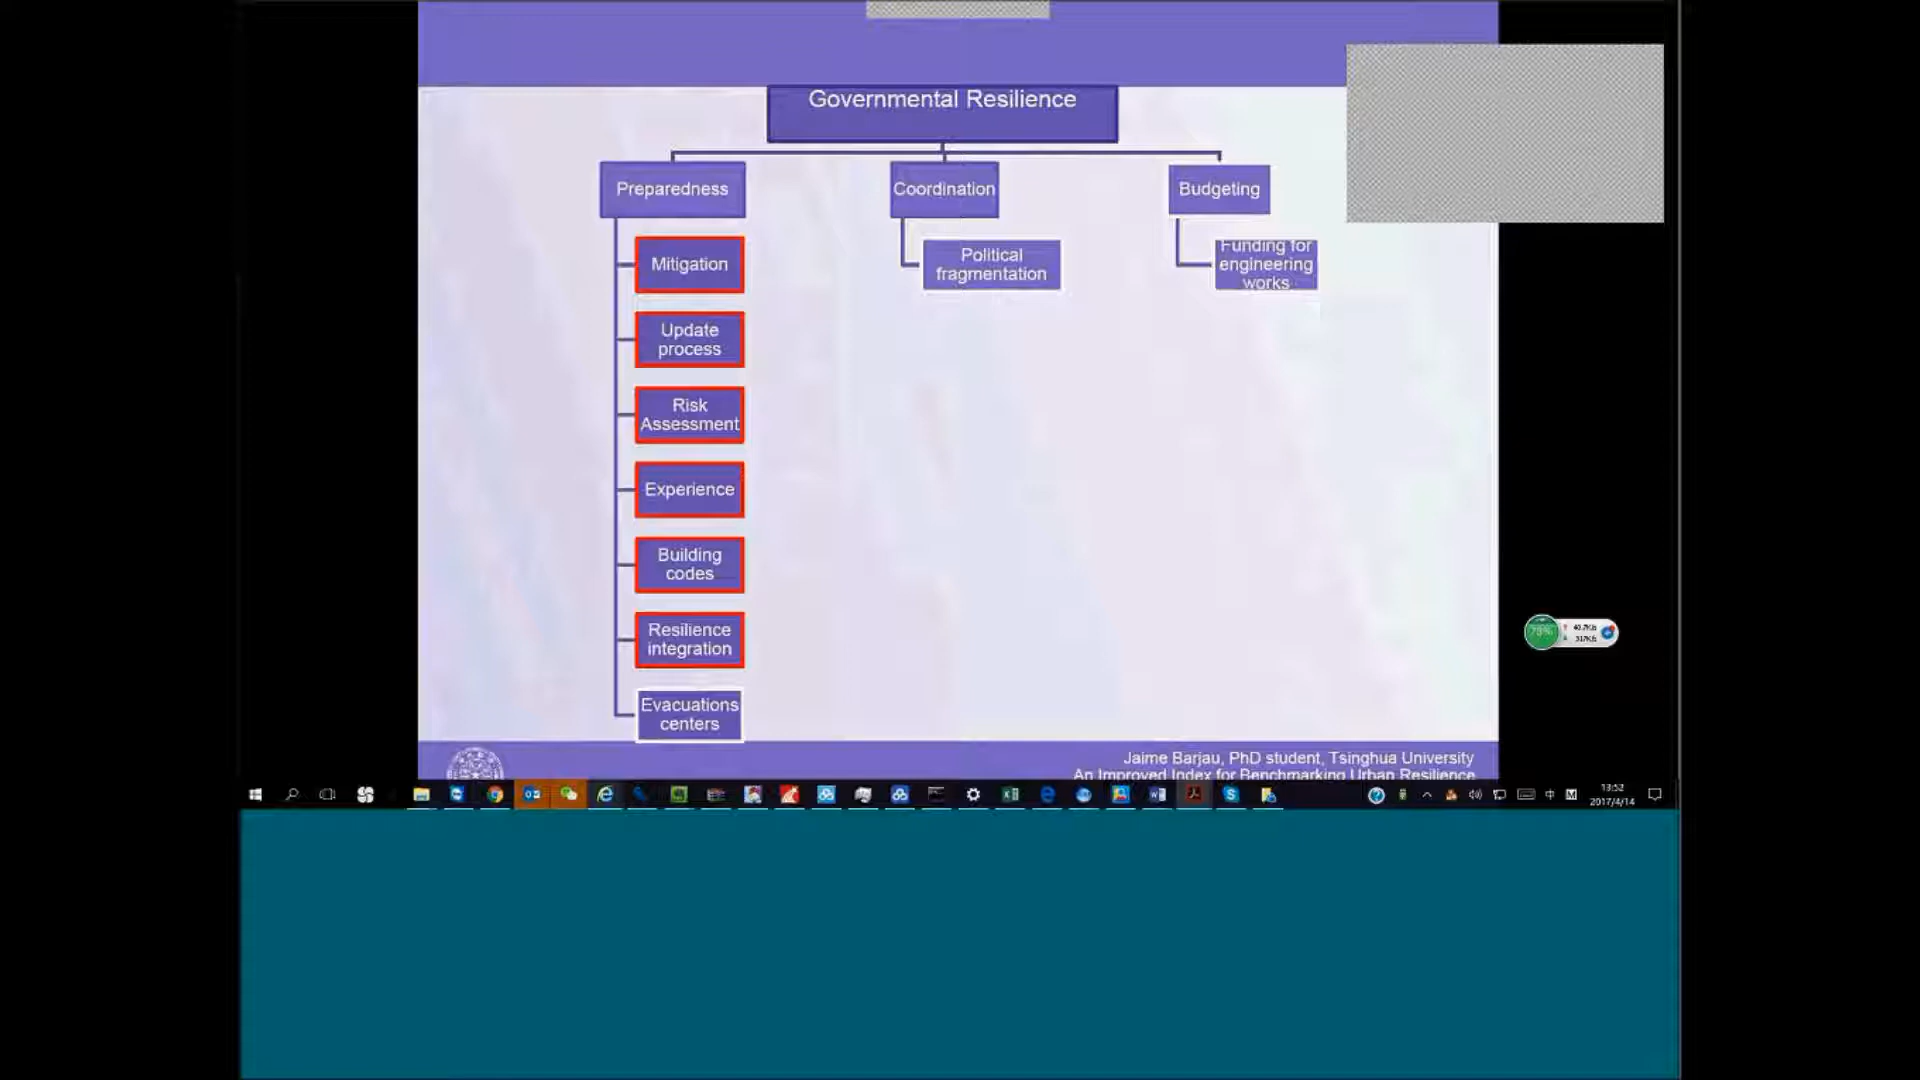 Governmental Resilience
Preparedness
Coordination
Budgeting
Mitigation
Political
fragmentation
Funding for
engineering
works
Update
process
Risk
Assessment
Experience
Building
codes
Resilience
integration
Evacuations
centers
Jaime Barjau, PhD student, Tsinghua University
An Improved Index for Benchmarking Urban Resilience
中
M
13:52
2017/4/14